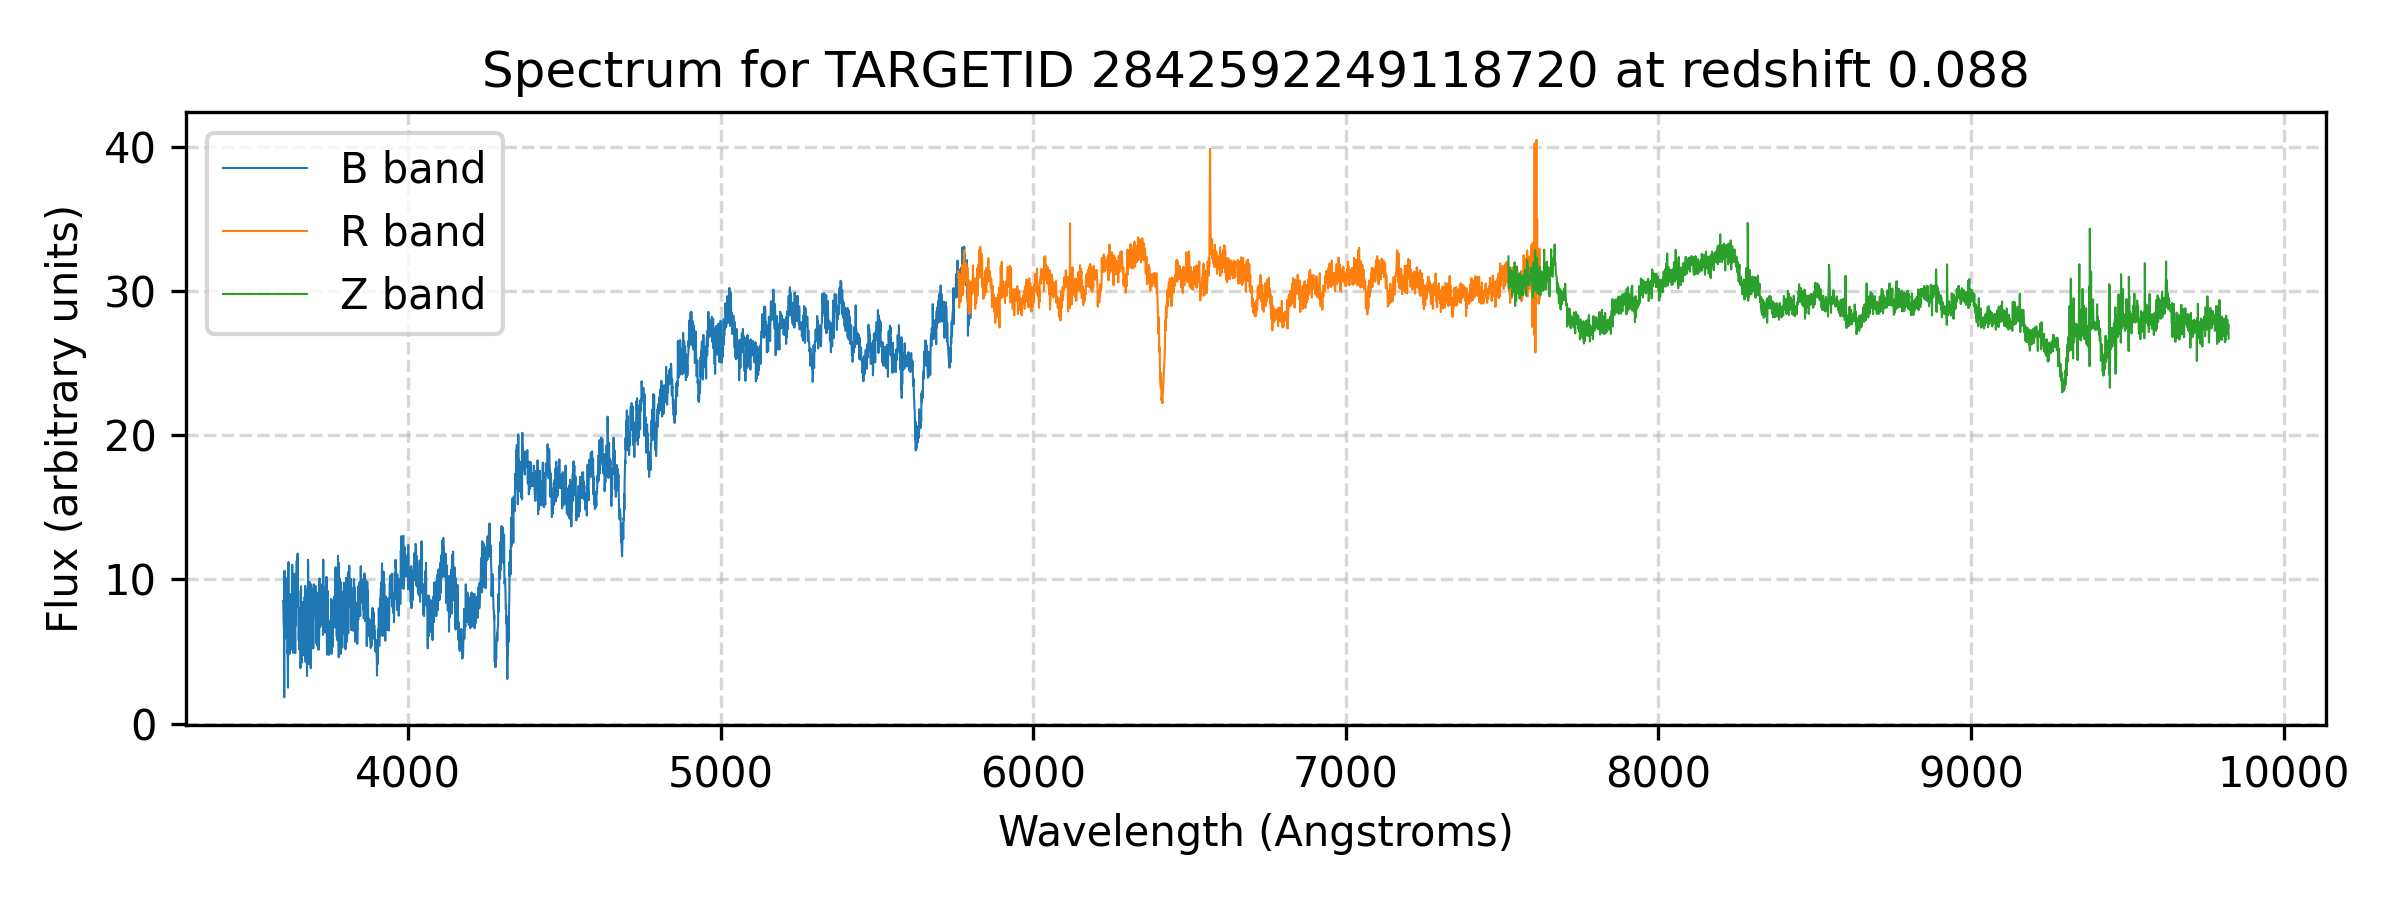 Spectrum for TARGETID 2842592249118720 at redshift 0.088
B band
R band
Z band
40
30
20
10
0
Flux (arbitrary units)
4000 5000 6000 7000 8000 9000 10000
Wavelength (Angstroms)